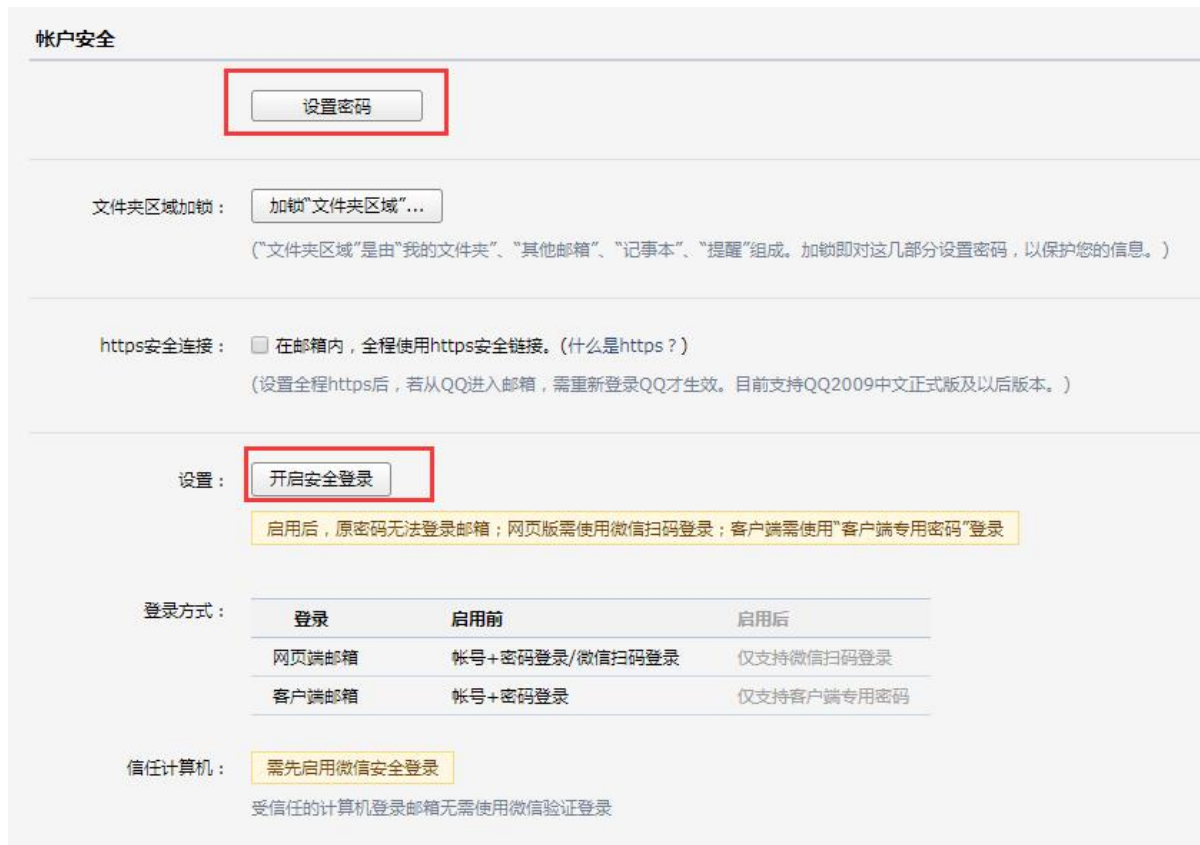 帐户安全
设置密码
文件夹区域加锁： 加锁“文件夹区域”...
(“文件夹区域”是由“我的文件夹”、“其他邮箱”、“记事本”、“提醒”组成。加锁即对这几部分设置密码，以保护您的信息。)
https安全连接： 在邮箱内，全程使用https安全链接。(什么是https？)
(设置全程https后，若从QQ进入邮箱，需重新登录QQ才生效。目前支持QQ2009中文正式版及以后版本。)
设置： 开启安全登录
启用后，原密码无法登录邮箱；网页版需使用微信扫码登录；客户端需使用“客户端专用密码”登录
登录方式： 登录 启用前 启用后
网页端邮箱 帐号+密码登录/微信扫码登录 仅支持微信扫码登录
客户端邮箱 帐号+密码登录 仅支持客户端专用密码
信任计算机： 需先启用微信安全登录
受信任的计算机登录邮箱无需使用微信验证登录